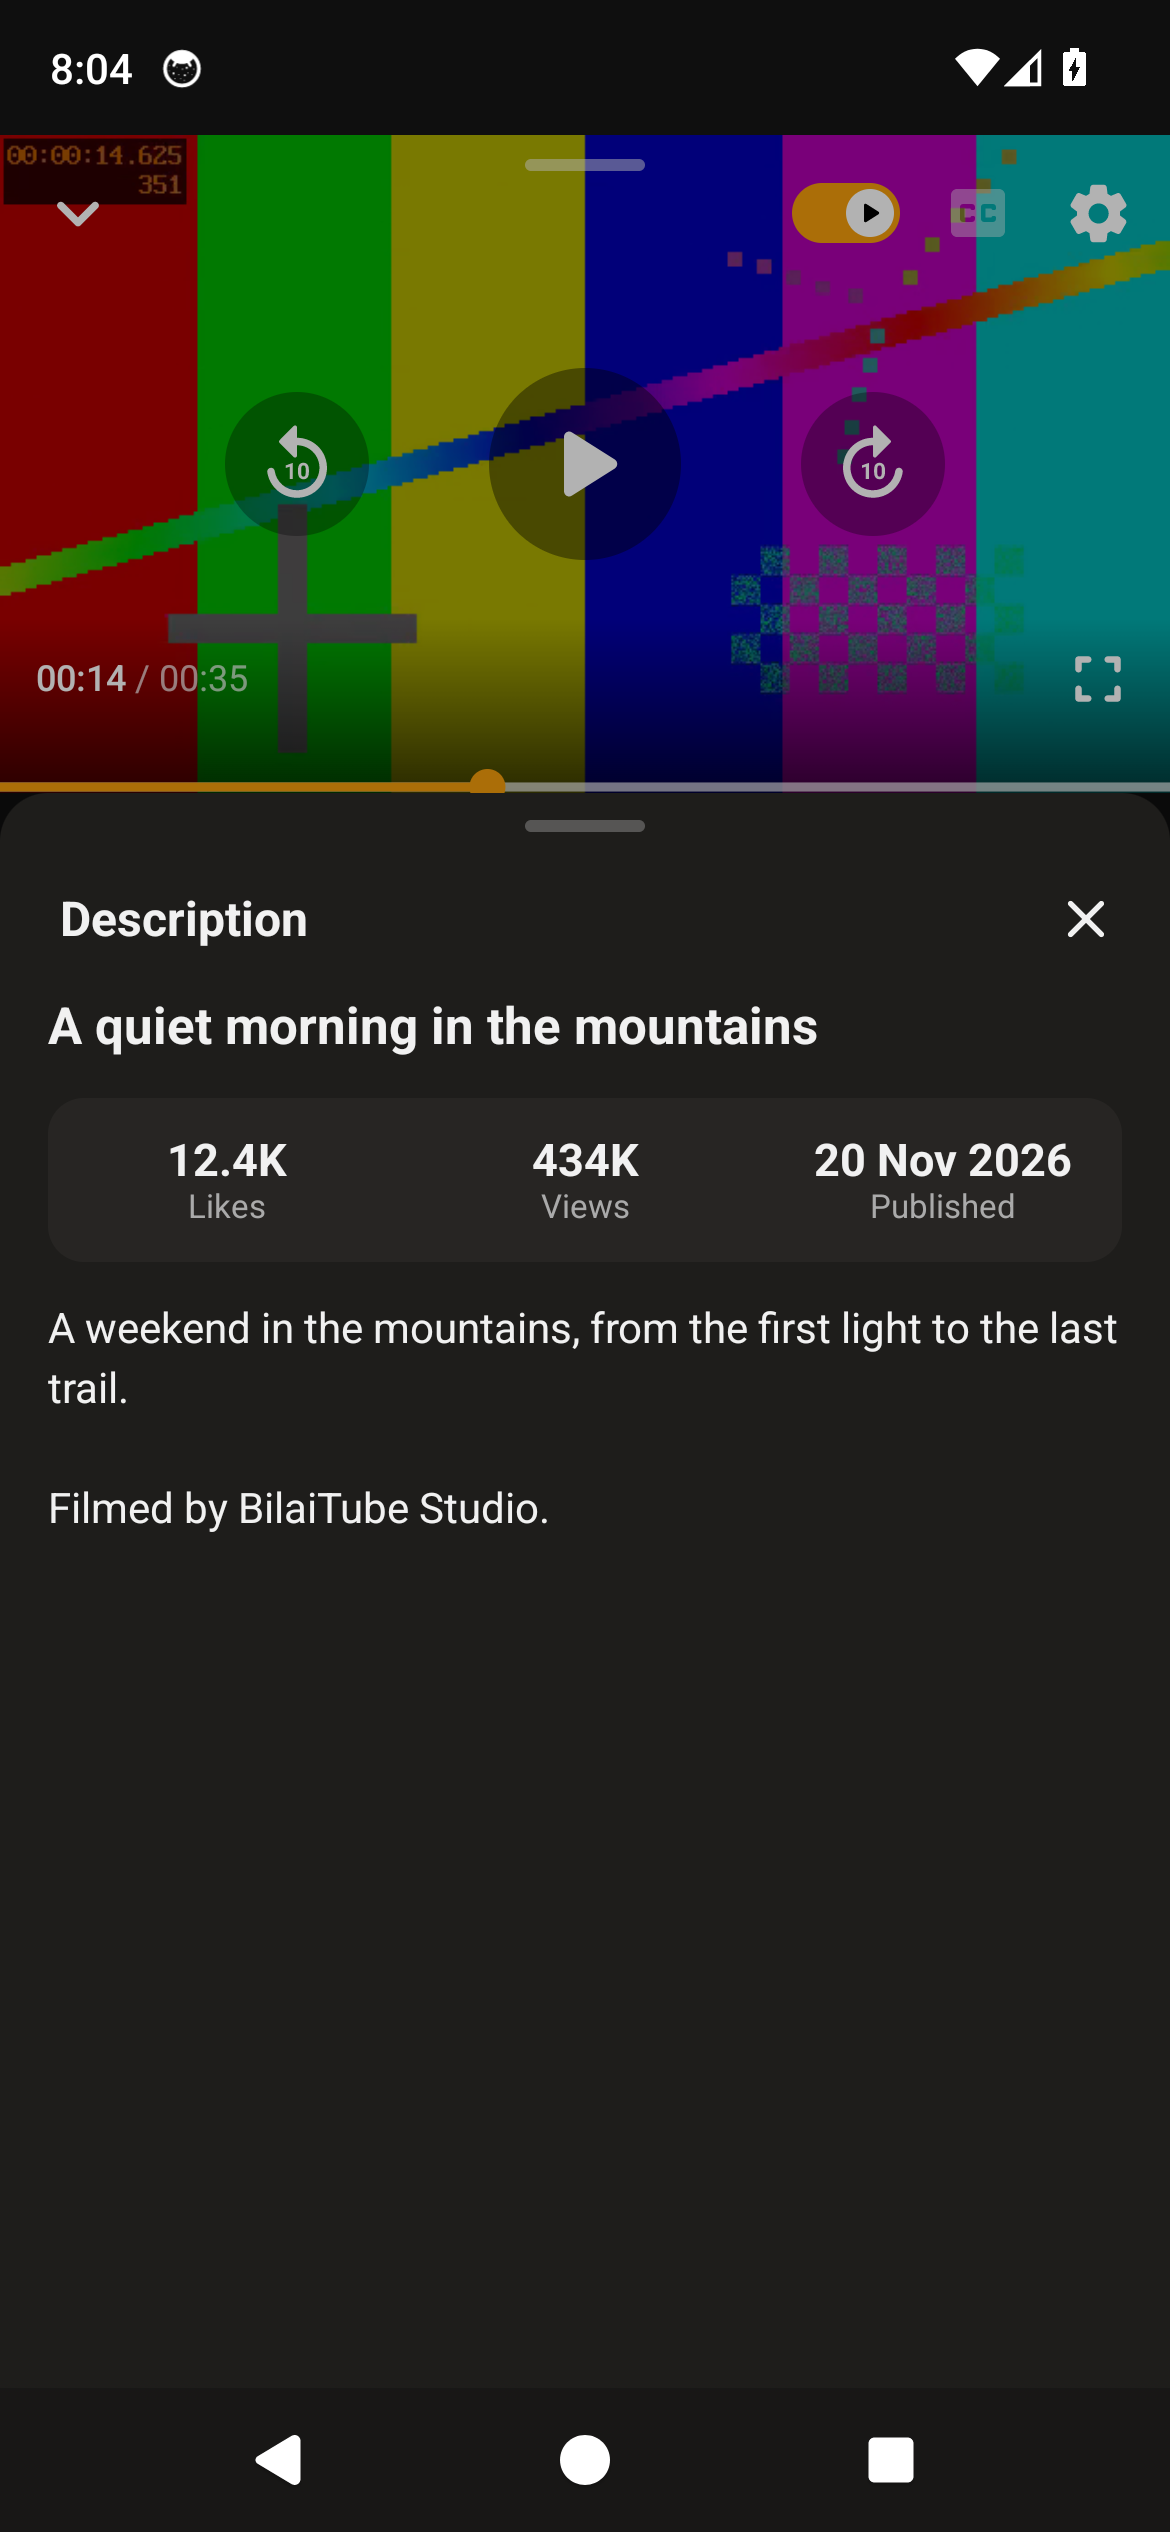 8:04
00:00:14.625
351
CC
10
10
00:14 / 00:35
Description
A quiet morning in the mountains
12.4K
Likes
434K
Views
20 Nov 2026
Published
A weekend in the mountains, from the first light to the last
trail.
Filmed by BilaiTube Studio.